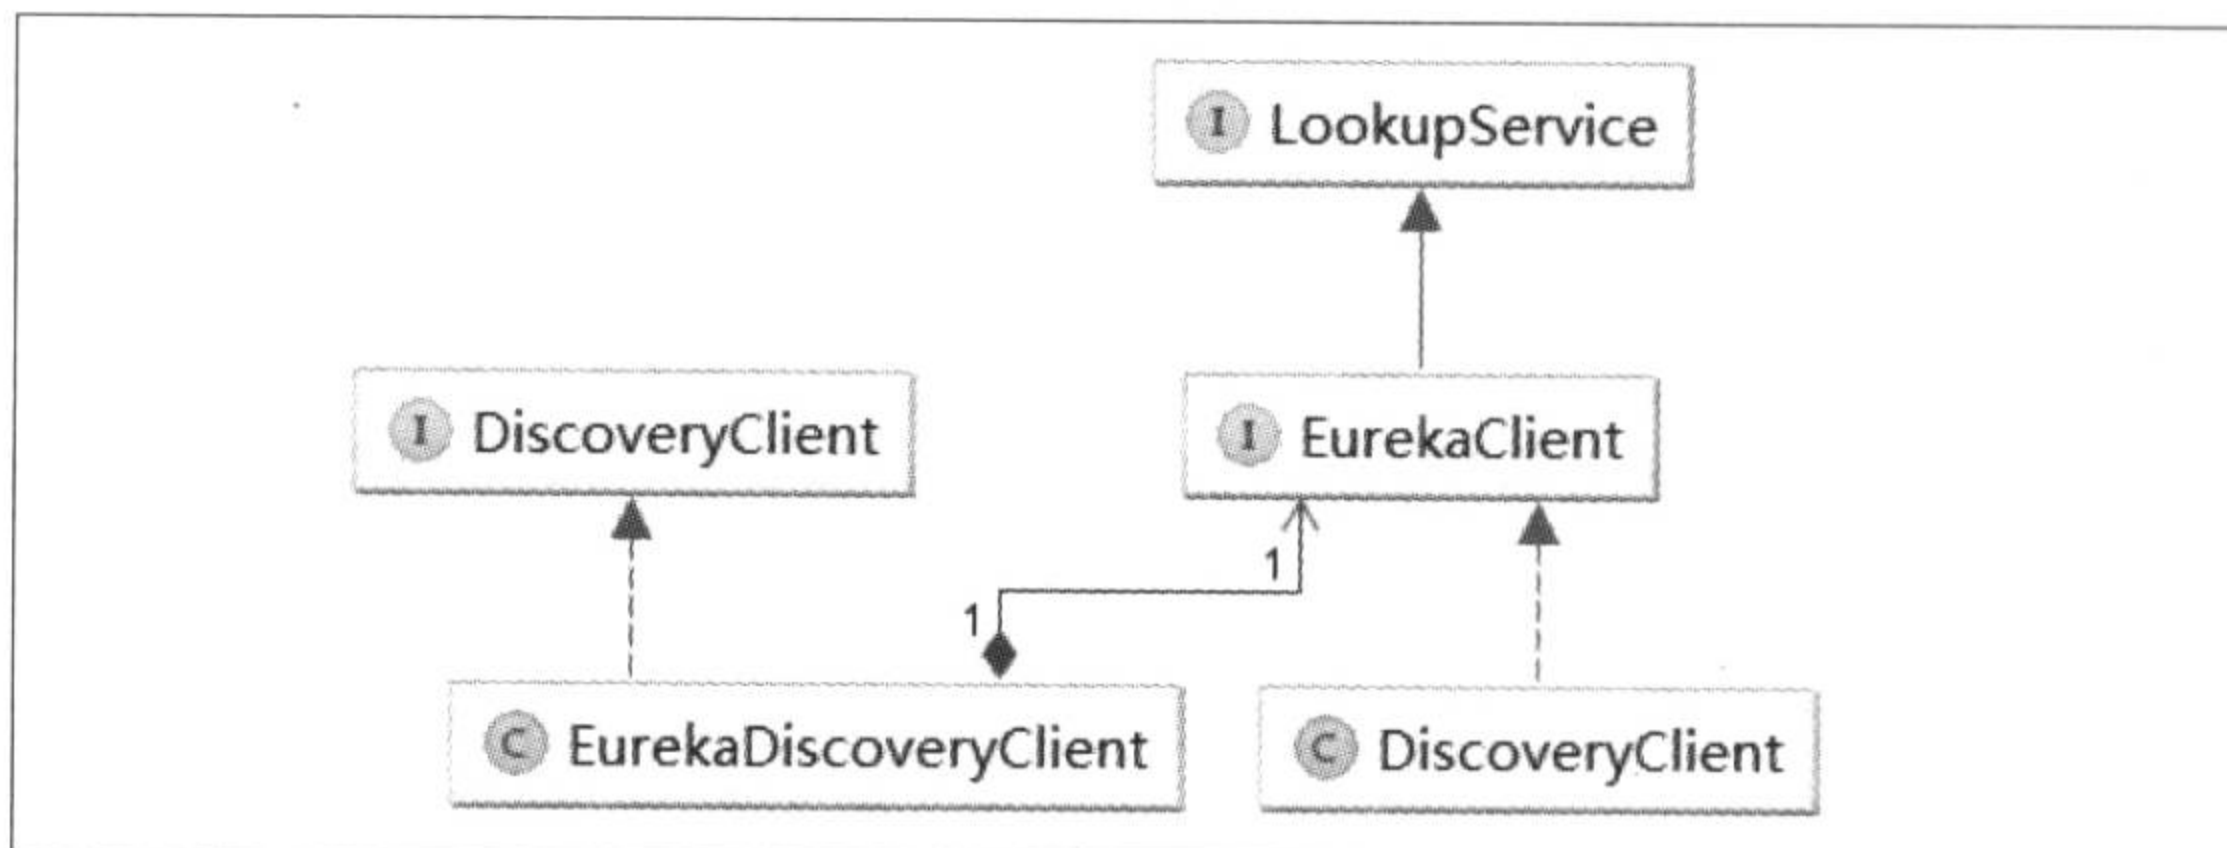 I LookupService
I DiscoveryClient
I EurekaClient
1
1
C EurekaDiscoveryClient
C DiscoveryClient